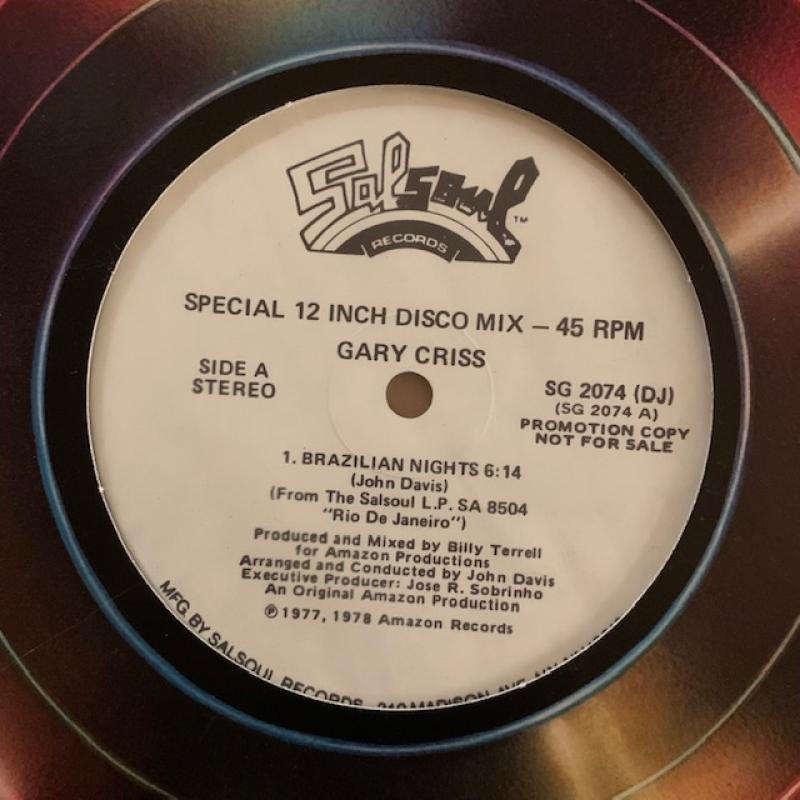 Salsoul™
RECORDS
SPECIAL 12 INCH DISCO MIX – 45 RPM
GARY CRISS
SIDE A
STEREO
SG 2074 (DJ)
(SG 2074 A)
PROMOTION COPY
NOT FOR SALE
1. BRAZILIAN NIGHTS 6:14
(John Davis)
(From The Salsoul L.P. SA 8504
"Rio De Janeiro")
Produced and Mixed by Billy Terrell
for Amazon Productions
Arranged and Conducted by John Davis
Executive Producer: Jose R. Sobrinho
An Original Amazon Production
℗ 1977, 1978 Amazon Records
MFG. BY SALSOUL RECORDS MADISON AVE.